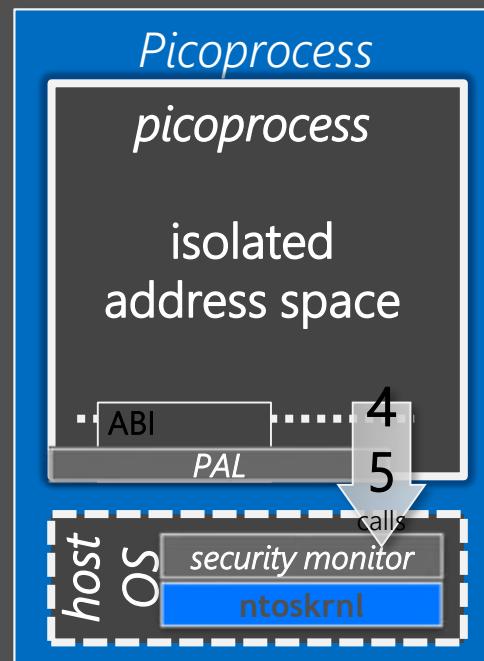 Picoprocess
picoprocess
isolated
address space
ABI
4
5
calls
PAL
host
OS
security monitor
ntoskrnl